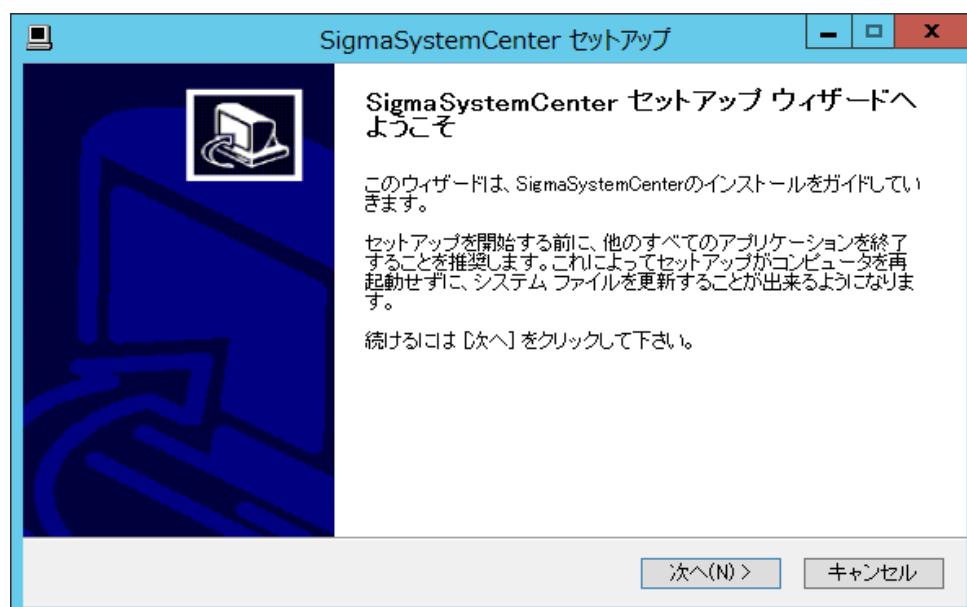 SigmaSystemCenter セットアップ
SigmaSystemCenter セットアップ ウィザードへ
ようこそ
このウィザードは、SigmaSystemCenterのインストールをガイドしてい
きます。
セットアップを開始する前に、他のすべてのアプリケーションを終了
することを推奨します。これによってセットアップがコンピュータを再
起動せずに、システム ファイルを更新することが出来るようになりま
す。
続けるには [次へ] をクリックして下さい。
次へ(N) >
キャンセル